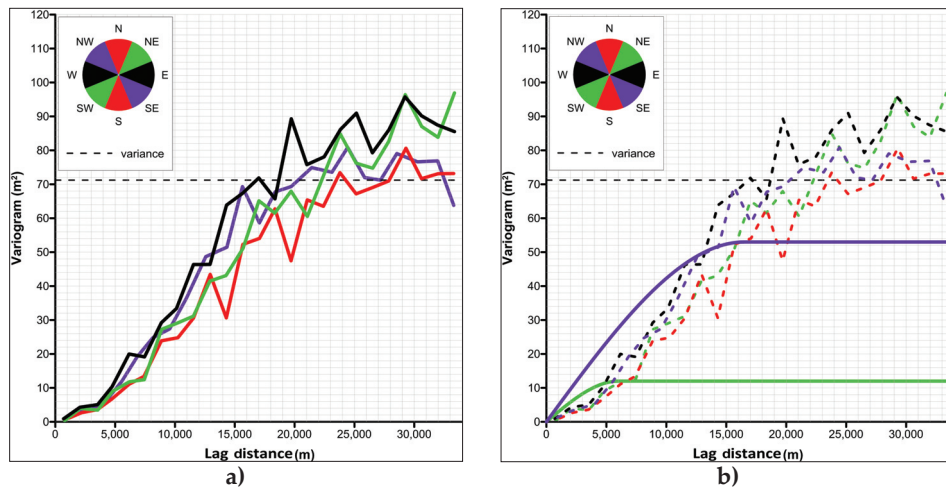 120
110
100
90
80
70
60
50
40
30
20
10
0
Variogram (m²)
N
NW NE
W E
SW SE
S
variance
0 5,000 10,000 15,000 20,000 25,000 30,000
Lag distance (m)
a)
120
110
100
90
80
70
60
50
40
30
20
10
0
Variogram (m²)
N
NW NE
W E
SW SE
S
variance
0 5,000 10,000 15,000 20,000 25,000 30,000
Lag distance (m)
b)